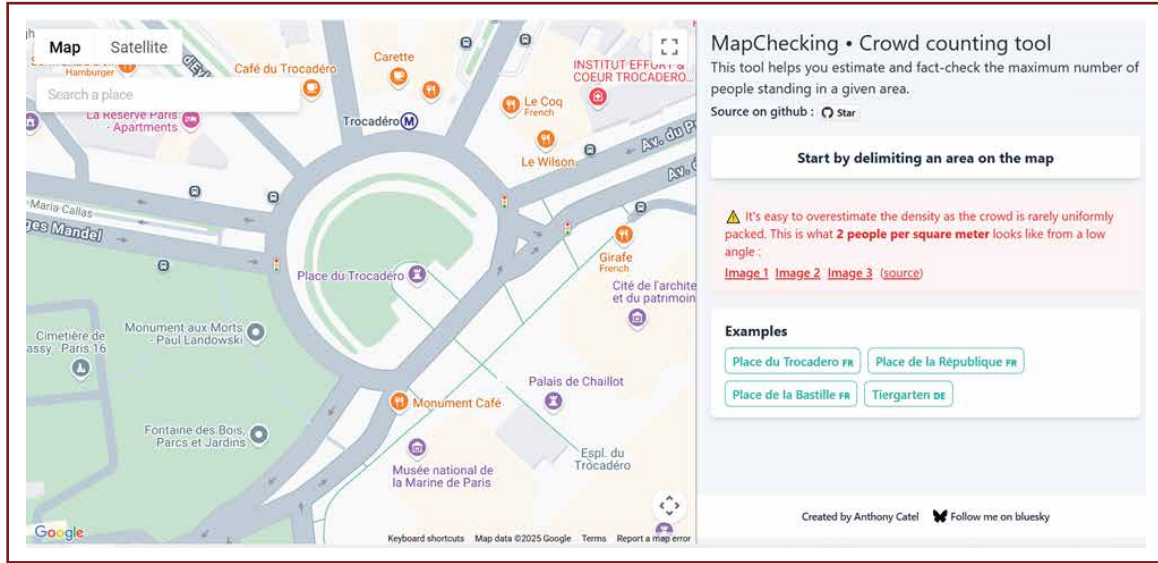 Map
Satellite
Hamburger
Search a place
La Réserve Paris
- Apartments
Café du Trocadéro
Carette
INSTITUT EFFORT &
COEUR TROCADERO...
Le Coq
French
Trocadéro M
Le Wilson
Av. du P
Av.
Maria Callas
ges Mandel
Place du Trocadéro
Girafe
French
Cité de l'archite
et du patrimoin
Monument aux Morts
- Paul Landowski
Cimetière de
assy - Paris 16
Palais de Chaillot
Monument Café
Fontaine des Bois,
Parcs et Jardins
Espl. du
Trocadéro
Musée national de
la Marine de Paris
Google
Keyboard shortcuts
Map data ©2025 Google
Terms
Report a map error
MapChecking • Crowd counting tool
This tool helps you estimate and fact-check the maximum number of
people standing in a given area.
Source on github : Star
Start by delimiting an area on the map
It's easy to overestimate the density as the crowd is rarely uniformly
packed. This is what 2 people per square meter looks like from a low
angle :
Image 1 Image 2 Image 3 (source)
Examples
Place du Trocadero FR
Place de la République FR
Place de la Bastille FR
Tiergarten DE
Created by Anthony Catel
Follow me on bluesky